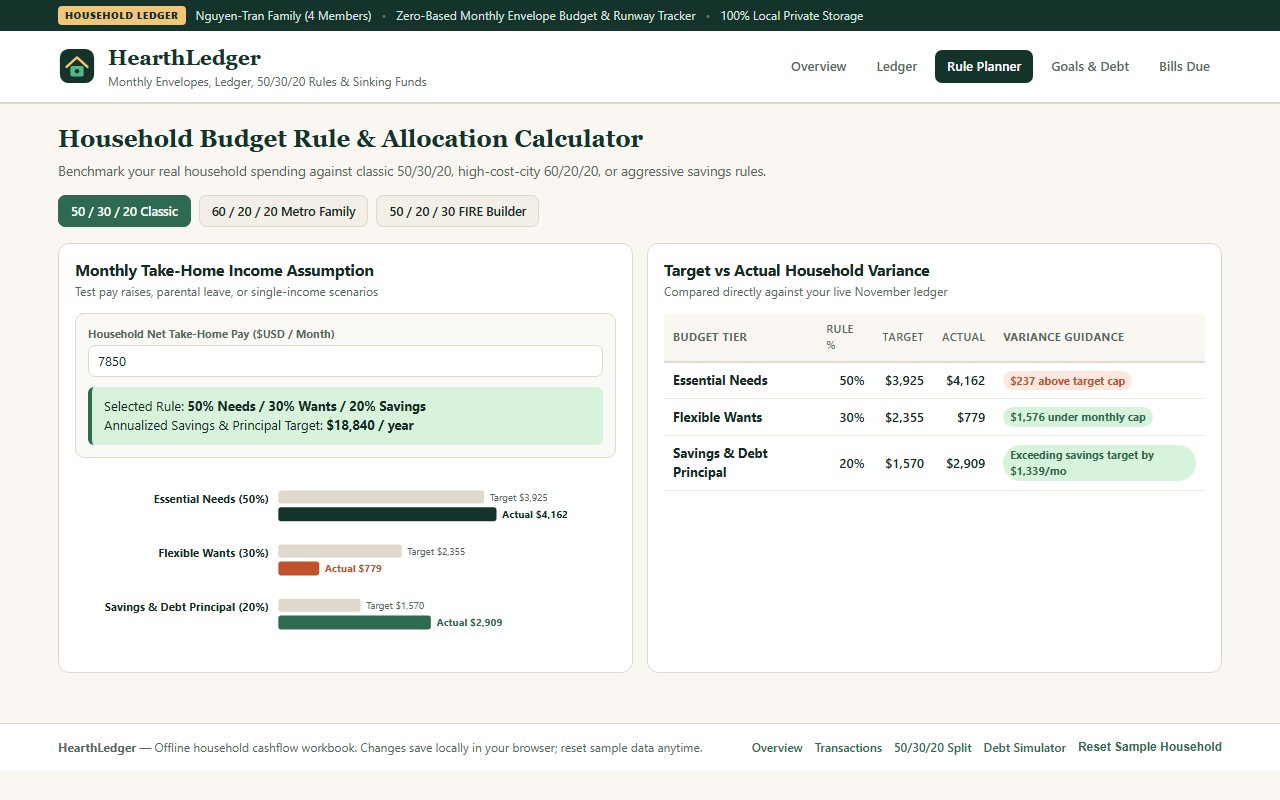 HOUSEHOLD LEDGER Nguyen-Tran Family (4 Members) • Zero-Based Monthly Envelope Budget & Runway Tracker • 100% Local Private Storage
HearthLedger
Monthly Envelopes, Ledger, 50/30/20 Rules & Sinking Funds
Overview Ledger Rule Planner Goals & Debt Bills Due
Household Budget Rule & Allocation Calculator
Benchmark your real household spending against classic 50/30/20, high-cost-city 60/20/20, or aggressive savings rules.
50 / 30 / 20 Classic 60 / 20 / 20 Metro Family 50 / 20 / 30 FIRE Builder
Monthly Take-Home Income Assumption
Test pay raises, parental leave, or single-income scenarios
Household Net Take-Home Pay ($USD / Month)
7850
Selected Rule: 50% Needs / 30% Wants / 20% Savings
Annualized Savings & Principal Target: $18,840 / year
Essential Needs (50%) Target $3,925
Actual $4,162
Flexible Wants (30%) Target $2,355
Actual $779
Savings & Debt Principal (20%) Target $1,570
Actual $2,909
Target vs Actual Household Variance
Compared directly against your live November ledger
BUDGET TIER RULE % TARGET ACTUAL VARIANCE GUIDANCE
Essential Needs 50% $3,925 $4,162 $237 above target cap
Flexible Wants 30% $2,355 $779 $1,576 under monthly cap
Savings & Debt Principal 20% $1,570 $2,909 Exceeding savings target by $1,339/mo
HearthLedger — Offline household cashflow workbook. Changes save locally in your browser; reset sample data anytime.
Overview Transactions 50/30/20 Split Debt Simulator Reset Sample Household